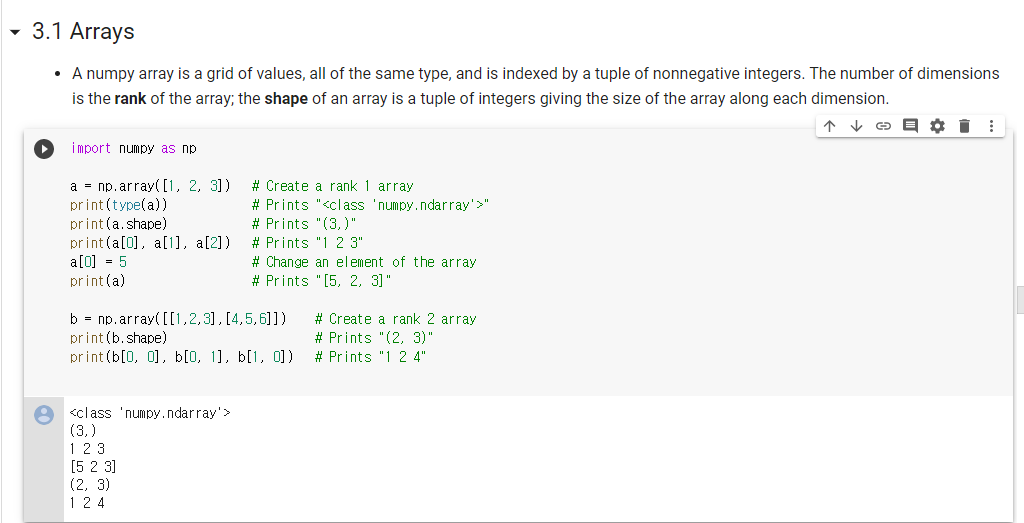 3.1 Arrays
• A numpy array is a grid of values, all of the same type, and is indexed by a tuple of nonnegative integers. The number of dimensions
is the rank of the array; the shape of an array is a tuple of integers giving the size of the array along each dimension.
import numpy as np
a = np.array([1, 2, 3])   # Create a rank 1 array
print(type(a))            # Prints "<class 'numpy.ndarray'>"
print(a.shape)            # Prints "(3,)"
print(a[0], a[1], a[2])   # Prints "1 2 3"
a[0] = 5                  # Change an element of the array
print(a)                  # Prints "[5, 2, 3]"
b = np.array([[1,2,3],[4,5,6]])    # Create a rank 2 array
print(b.shape)                     # Prints "(2, 3)"
print(b[0, 0], b[0, 1], b[1, 0])   # Prints "1 2 4"
<class 'numpy.ndarray'>
(3,)
1 2 3
[5 2 3]
(2, 3)
1 2 4